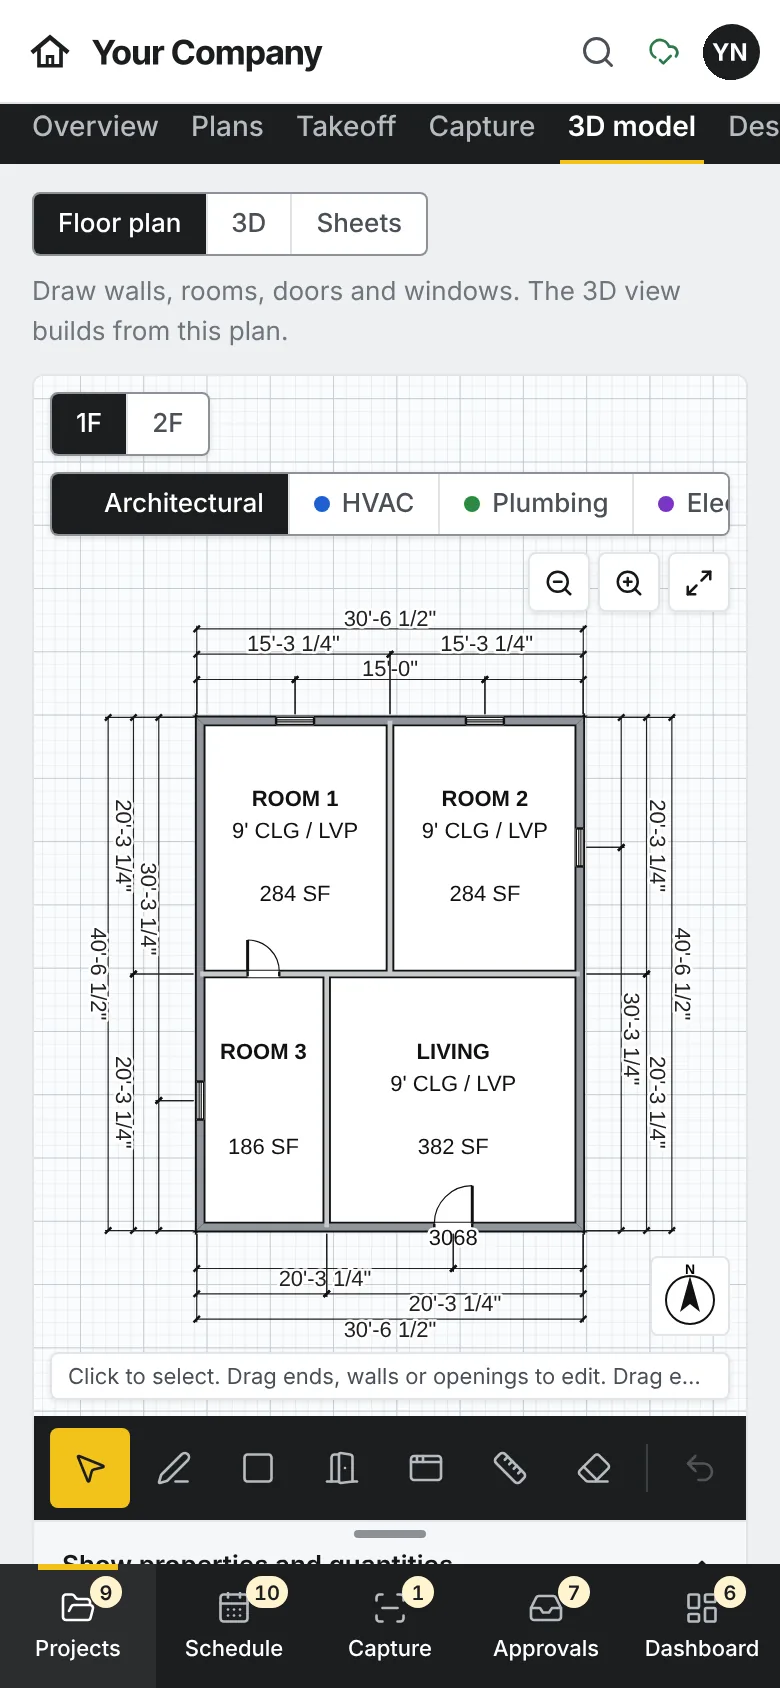 Your Company
YN
Overview Plans Takeoff Capture 3D model Des
Floor plan 3D Sheets
Draw walls, rooms, doors and windows. The 3D view
builds from this plan.
1F 2F
Architectural HVAC Plumbing Elec
30'-6 1/2"
15'-3 1/4" 15'-3 1/4"
15'-0"
ROOM 1
9' CLG / LVP
284 SF
ROOM 2
9' CLG / LVP
284 SF
20'-3 1/4"
30'-3 1/4"
40'-6 1/2"
20'-3 1/4"
20'-3 1/4"
40'-6 1/2"
30'-3 1/4"
20'-3 1/4"
ROOM 3
186 SF
LIVING
9' CLG / LVP
382 SF
3068
20'-3 1/4"
20'-3 1/4"
30'-6 1/2"
N
Click to select. Drag ends, walls or openings to edit. Drag e...
Show properties and quantities
9 10 1 7 6
Projects Schedule Capture Approvals Dashboard